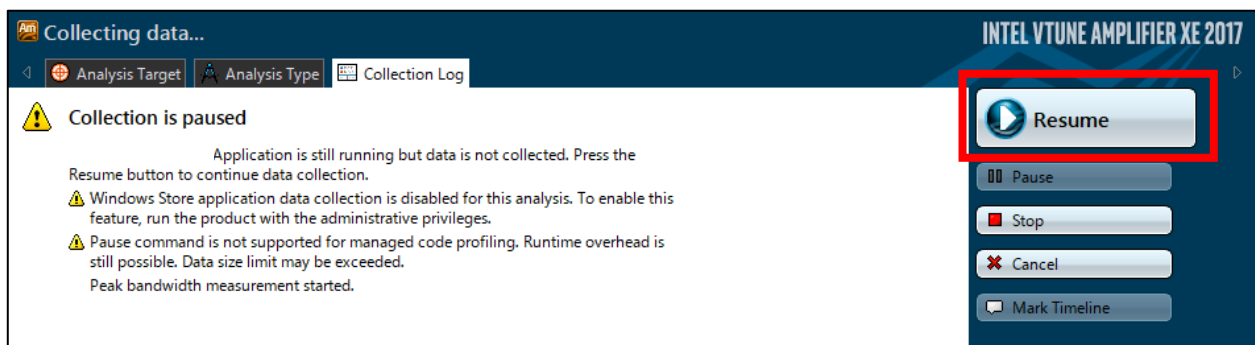 Collecting data...
INTEL VTUNE AMPLIFIER XE 2017
Analysis Target
Analysis Type
Collection Log
Collection is paused
Application is still running but data is not collected. Press the
Resume button to continue data collection.
Windows Store application data collection is disabled for this analysis. To enable this
feature, run the product with the administrative privileges.
Pause command is not supported for managed code profiling. Runtime overhead is
still possible. Data size limit may be exceeded.
Peak bandwidth measurement started.
Resume
Pause
Stop
Cancel
Mark Timeline